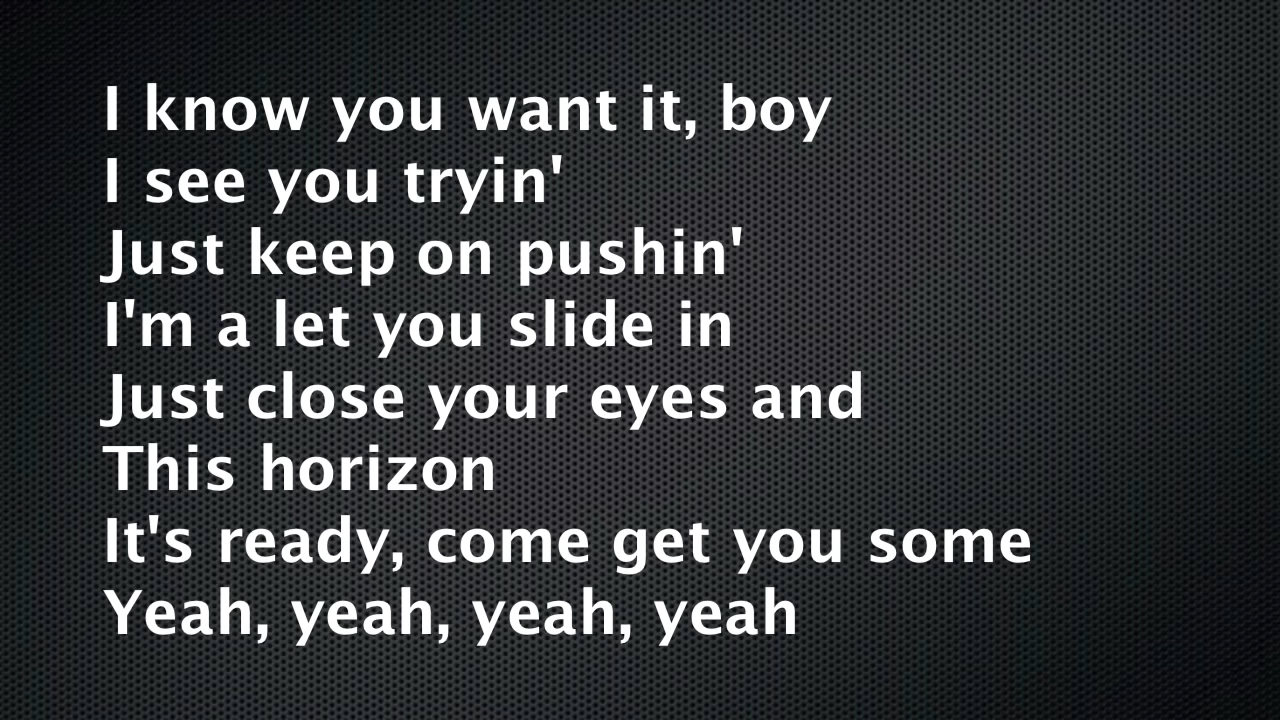 I know you want it, boy
I see you tryin'
Just keep on pushin'
I'm a let you slide in
Just close your eyes and
This horizon
It's ready, come get you some
Yeah, yeah, yeah, yeah